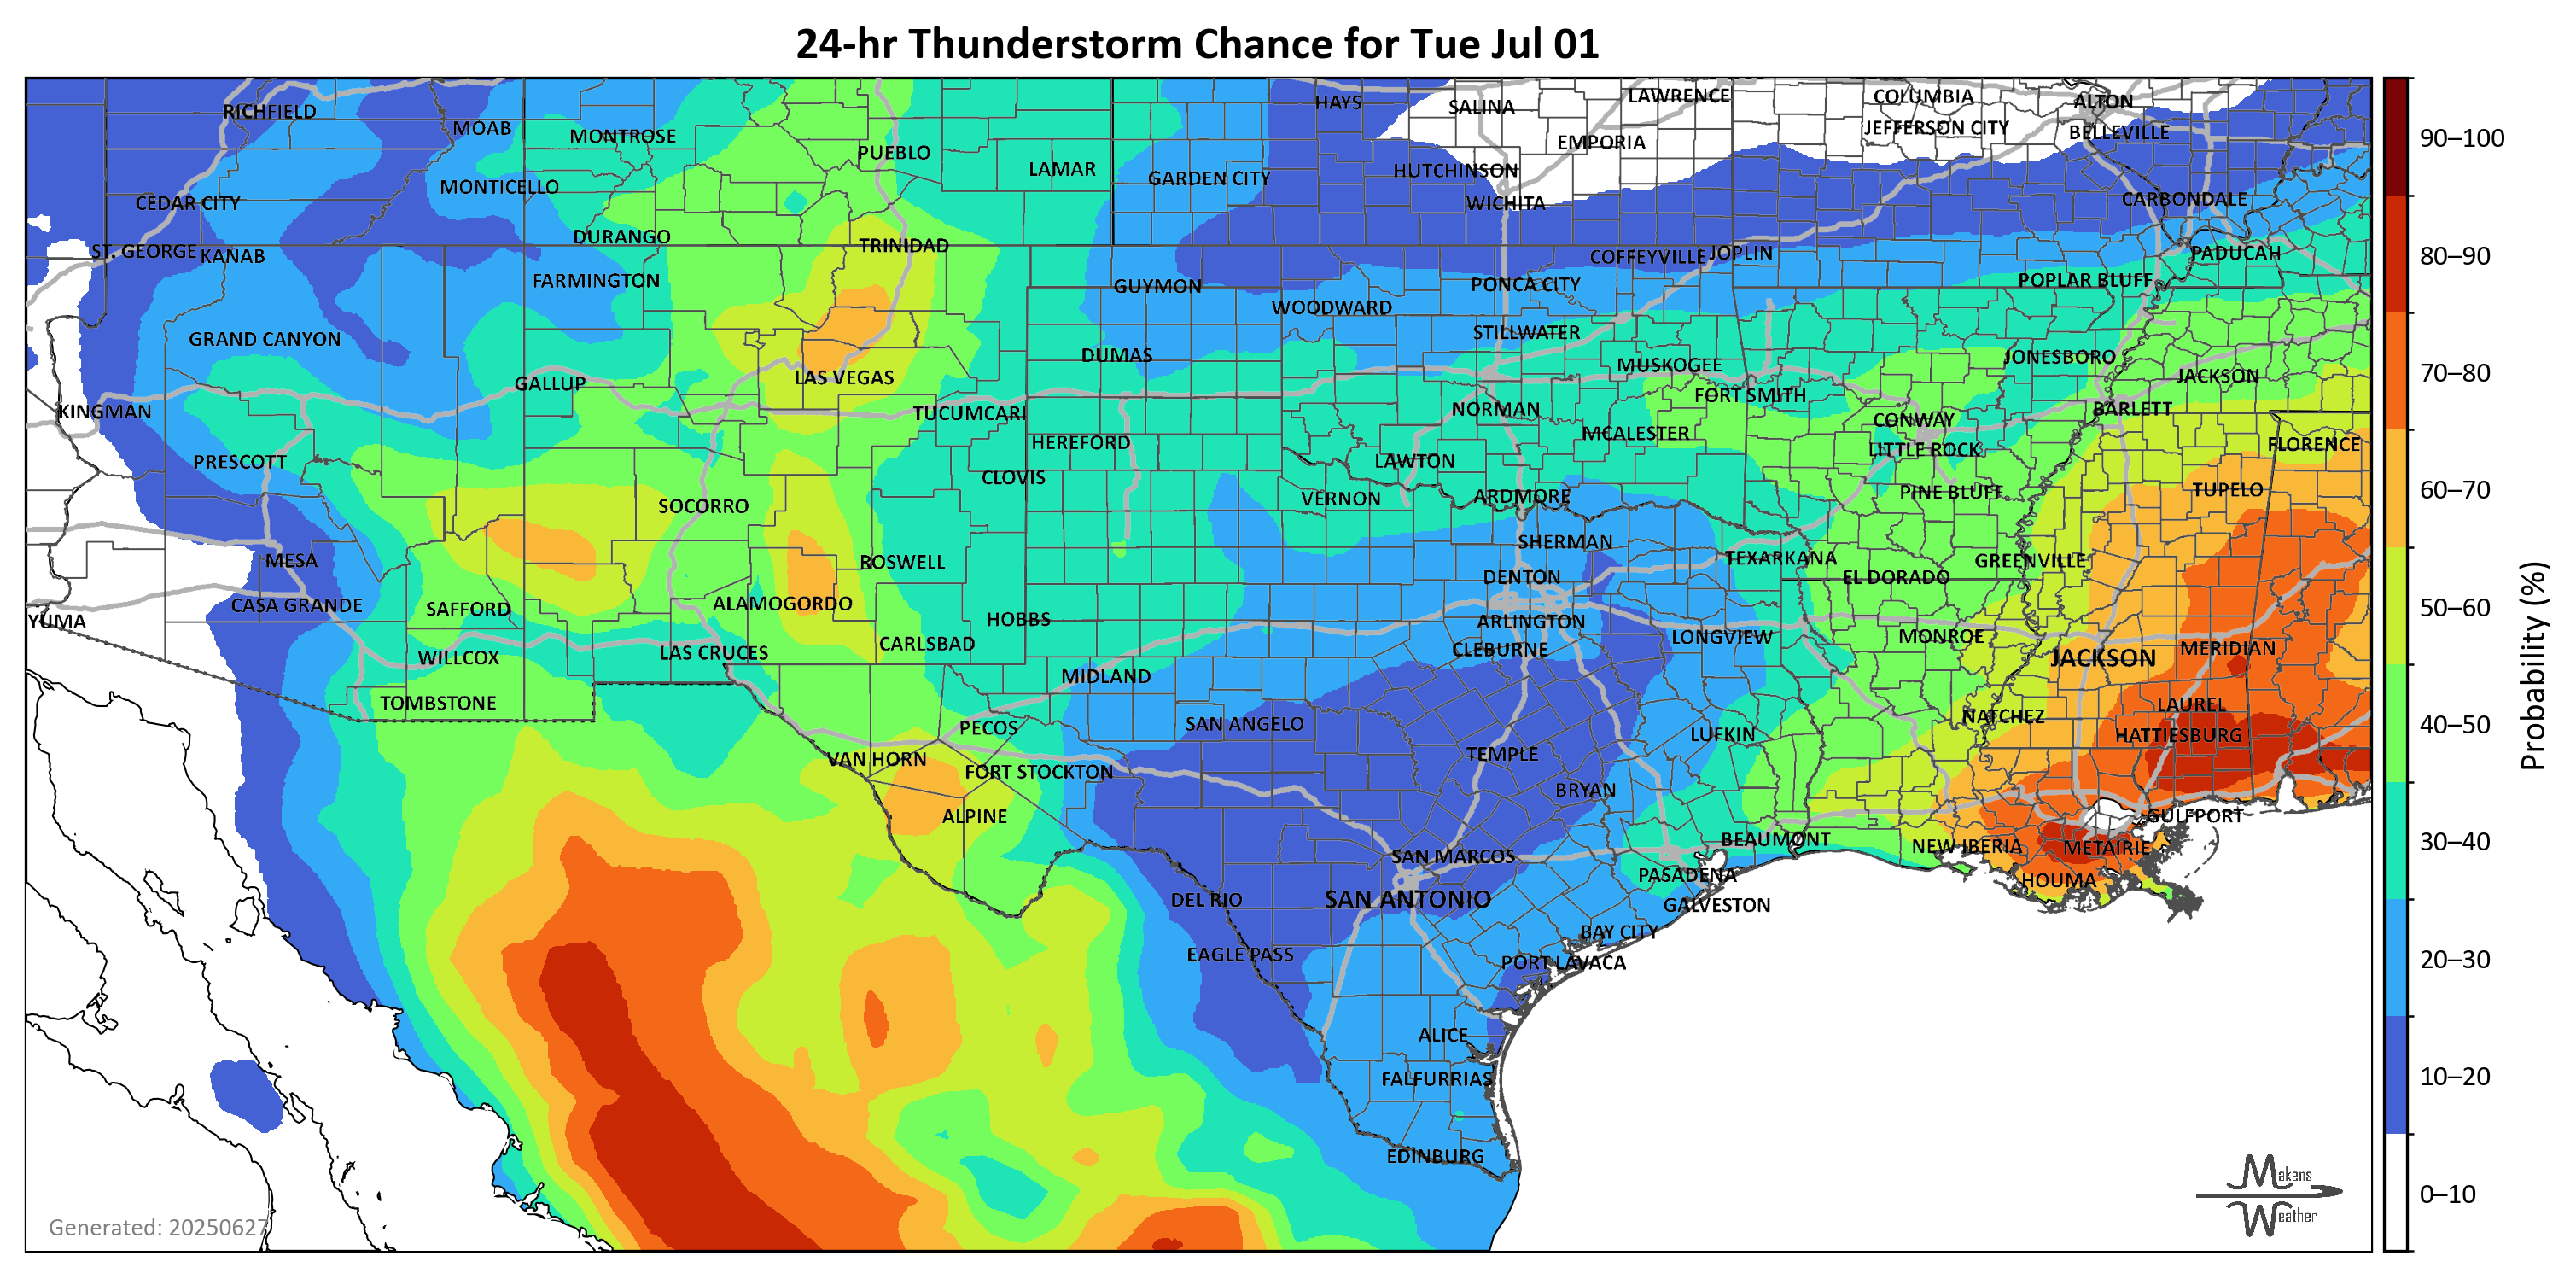 24-hr Thunderstorm Chance for Tue Jul 01
HAYS
SALINA
LAWRENCE
COLUMBIA
ALTON
RICHFIELD
MOAB
MONTROSE
PUEBLO
EMPORIA
JEFFERSON CITY
BELLEVILLE
90–100
LAMAR
GARDEN CITY
HUTCHINSON
MONTICELLO
CEDAR CITY
WICHITA
CARBONDALE
DURANGO
TRINIDAD
ST. GEORGE
KANAB
COFFEYVILLE
JOPLIN
PADUCAH
80–90
FARMINGTON
GUYMON
PONCA CITY
POPLAR BLUFF
WOODWARD
GRAND CANYON
STILLWATER
DUMAS
MUSKOGEE
JONESBORO
JACKSON
70–80
GALLUP
LAS VEGAS
FORT SMITH
KINGMAN
TUCUMCARI
NORMAN
BARLETT
CONWAY
HEREFORD
MCALESTER
LITTLE ROCK
FLORENCE
PRESCOTT
CLOVIS
LAWTON
SOCORRO
VERNON
ARDMORE
PINE BLUFF
TUPELO
60–70
MESA
ROSWELL
SHERMAN
TEXARKANA
GREENVILLE
DENTON
EL DORADO
CASA GRANDE
SAFFORD
ALAMOGORDO
50–60
YUMA
HOBBS
ARLINGTON
CARLSBAD
CLEBURNE
LONGVIEW
MONROE
MERIDIAN
WILLCOX
LAS CRUCES
JACKSON
Probability (%)
MIDLAND
TOMBSTONE
LAUREL
PECOS
SAN ANGELO
NATCHEZ
40–50
LUFKIN
HATTIESBURG
VAN HORN
TEMPLE
FORT STOCKTON
BRYAN
ALPINE
GULFPORT
BEAUMONT
NEW IBERIA
METAIRIE
30–40
SAN MARCOS
PASADENA
HOUMA
DEL RIO
SAN ANTONIO
GALVESTON
BAY CITY
EAGLE PASS
PORT LAVACA
20–30
ALICE
FALFURRIAS
10–20
EDINBURG
Makens
Weather
0–10
Generated: 20250627